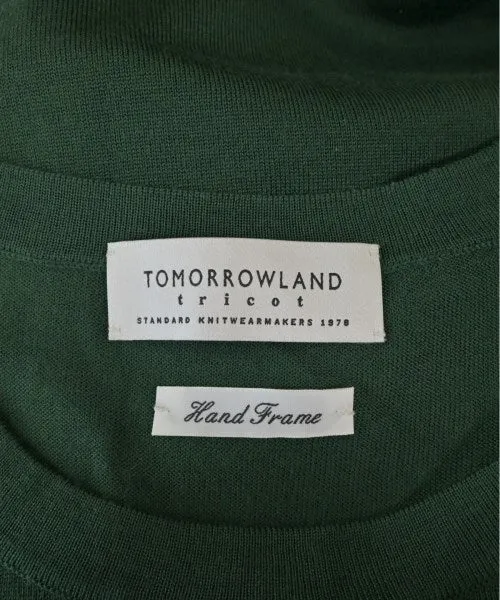 TOMORROWLAND
tricot
STANDARD KNITWEARMAKERS 1978
Hand Frame